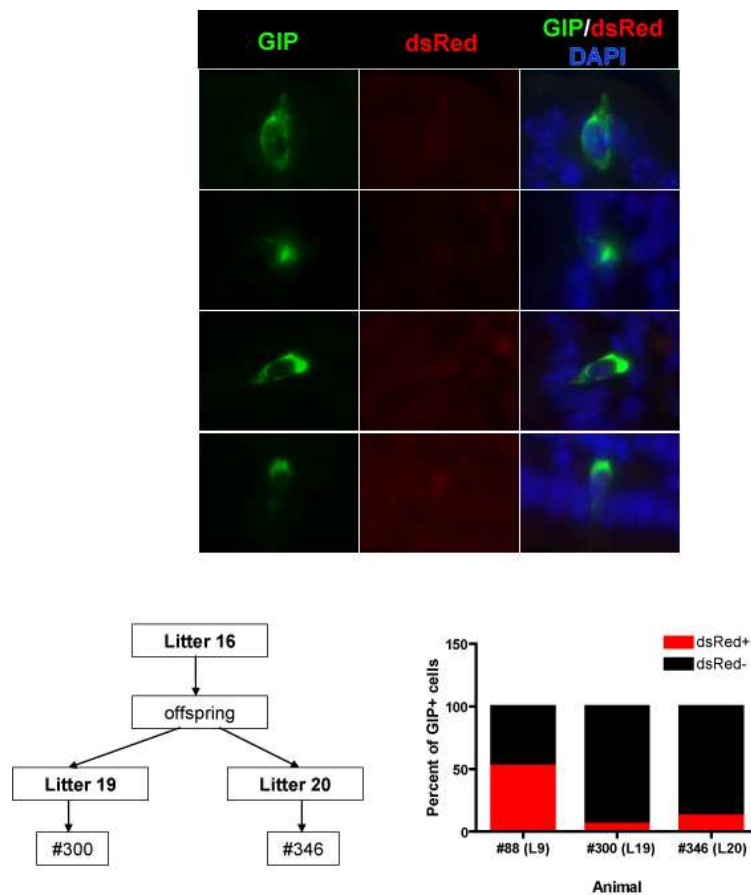 GIP dsRed GIP/dsRed
DAPI
Litter 16
offspring
Litter 19 Litter 20
#300 #346
dsRed+
dsRed-
150
100
50
0
Percent of GIP+ cells
#88 (L9) #300 (L19) #346 (L20)
Animal